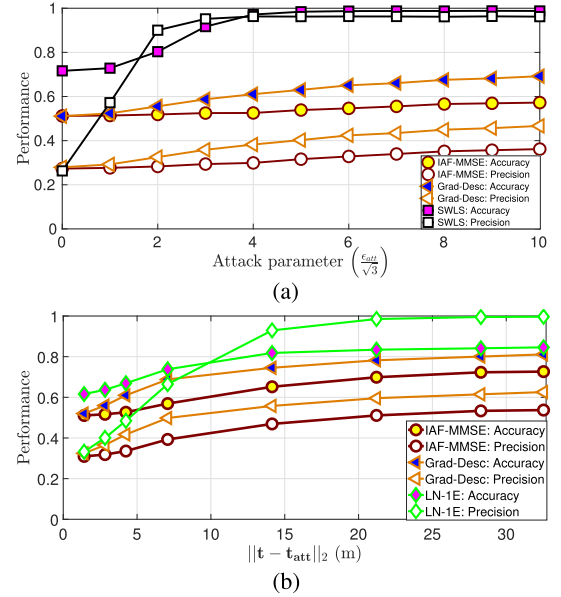 1
0.8
0.6
0.4
0.2
0
Performance
IAF-MMSE: Accuracy
IAF-MMSE: Precision
Grad-Desc: Accuracy
Grad-Desc: Precision
SWLS: Accuracy
SWLS: Precision
0 2 4 6 8 10
Attack parameter (ϵ_att/√3)
(a)
1
0.8
0.6
0.4
0.2
0
Performance
IAF-MMSE: Accuracy
IAF-MMSE: Precision
Grad-Desc: Accuracy
Grad-Desc: Precision
LN-1E: Accuracy
LN-1E: Precision
0 5 10 15 20 25 30
||t − t_att||_2 (m)
(b)